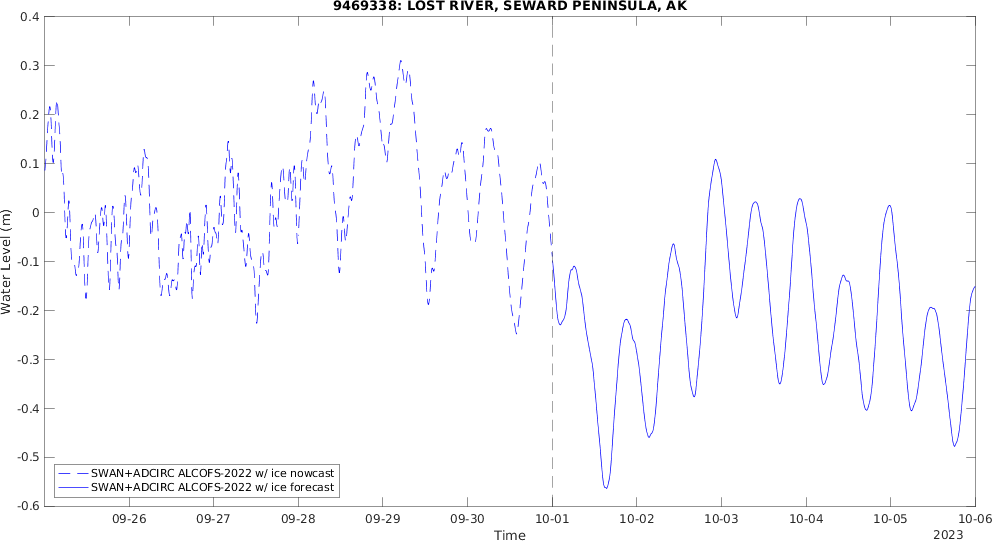 9469338: LOST RIVER, SEWARD PENINSULA, AK
0.4
0.3
0.2
0.1
0
-0.1
-0.2
-0.3
-0.4
-0.5
-0.6
Water Level (m)
SWAN+ADCIRC ALCOFS-2022 w/ ice nowcast
SWAN+ADCIRC ALCOFS-2022 w/ ice forecast
09-26 09-27 09-28 09-29 09-30 10-01 10-02 10-03 10-04 10-05 10-06
Time
2023